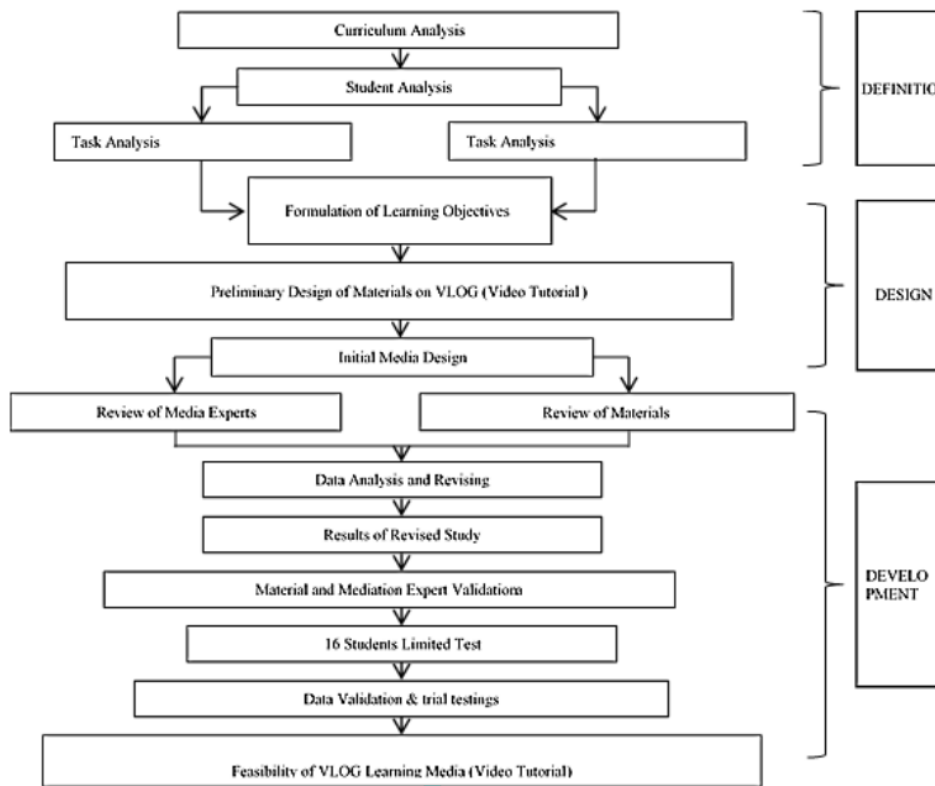 Curriculum Analysis
Student Analysis
Task Analysis
Task Analysis
DEFINITIO
Formulation of Learning Objectives
Preliminary Design of Materials on VLOG (Video Tutorial)
Initial Media Design
DESIGN
Review of Media Experts
Review of Materials
Data Analysis and Revising
Results of Revised Study
Material and Mediation Expert Validationa
16 Students Limited Test
Data Validation & trial testings
Feasibility of VLOG Learning Media (Video Tutorial)
DEVELO
PMENT